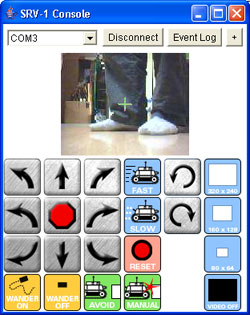 SRV-1 Console
COM3
Disconnect
Event Log
+
FAST
320 x 240
SLOW
160 x 128
RESET
80 x 64
WANDER ON
WANDER OFF
AVOID
MANUAL
VIDEO OFF